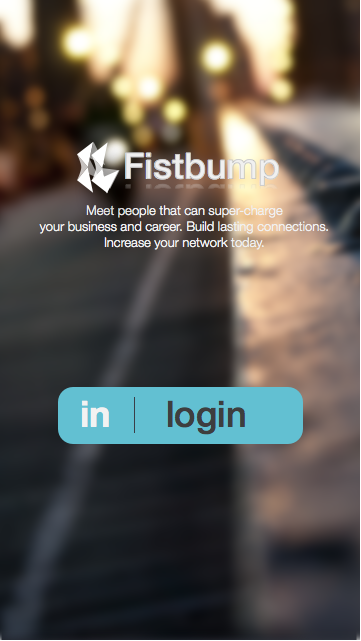 Fistbump
Meet people that can super-charge
your business and career. Build lasting connections.
Increase your network today.
in | login